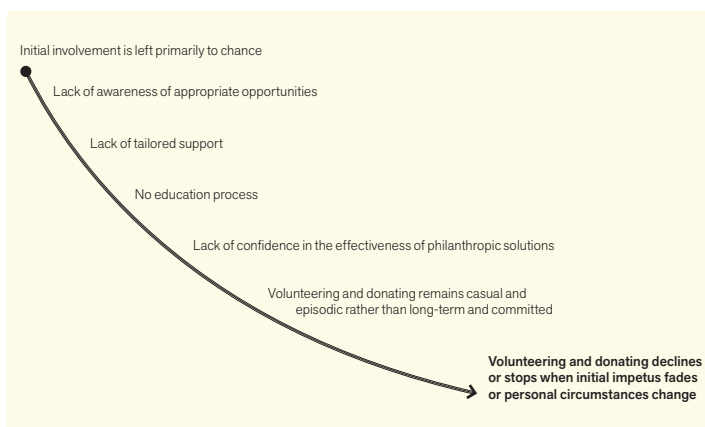 Initial involvement is left primarily to chance
Lack of awareness of appropriate opportunities
Lack of tailored support
No education process
Lack of confidence in the effectiveness of philanthropic solutions
Volunteering and donating remains casual and
episodic rather than long-term and committed
Volunteering and donating declines
or stops when initial impetus fades
or personal circumstances change